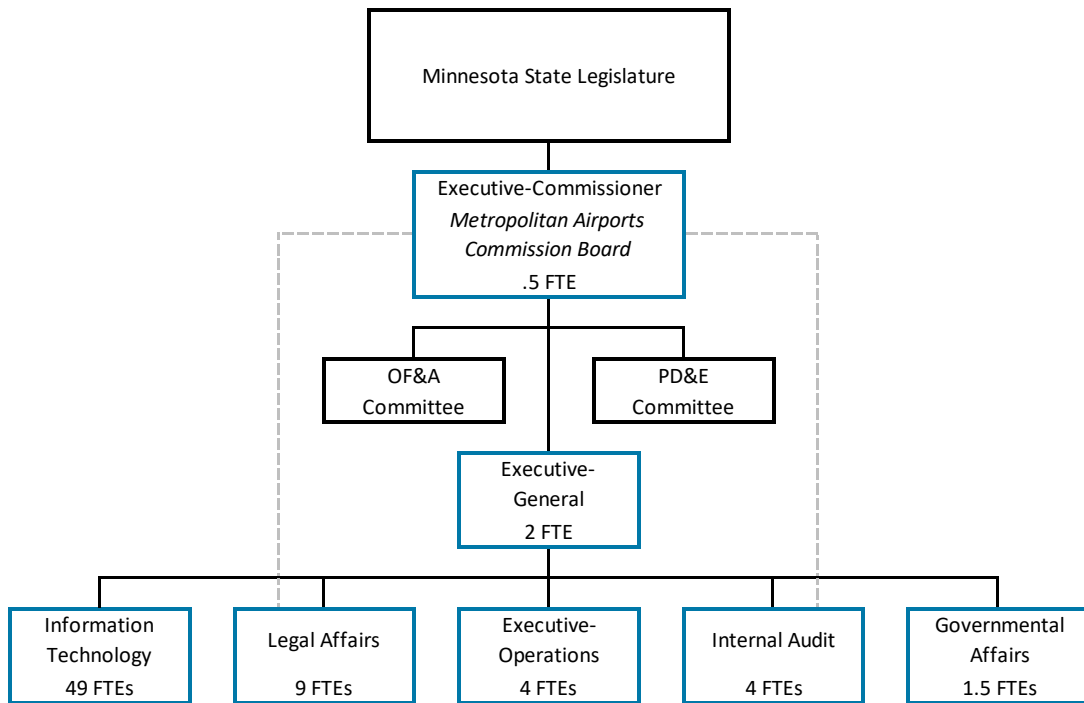 Minnesota State Legislature
Executive-Commissioner
Metropolitan Airports
Commission Board
.5 FTE
OF&A
Committee
PD&E
Committee
Executive-
General
2 FTE
Information
Technology
49 FTEs
Legal Affairs
9 FTEs
Executive-
Operations
4 FTEs
Internal Audit
4 FTEs
Governmental
Affairs
1.5 FTEs